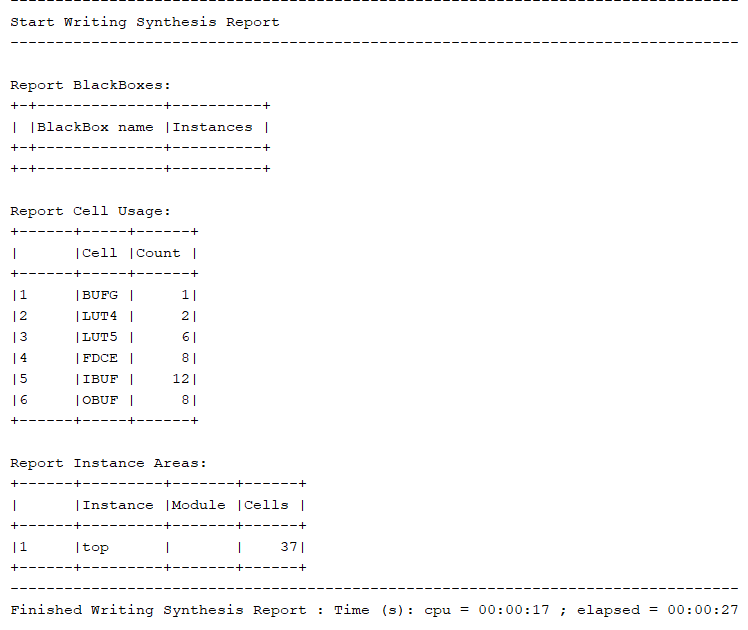 --------------------------------------------------------------------------------
Start Writing Synthesis Report
---------------------------------------------------------------------------------

Report BlackBoxes:
+-+--------------+----------+
| |BlackBox name |Instances |
+-+--------------+----------+
+-+--------------+----------+

Report Cell Usage:
+------+-----+------+
|      |Cell |Count |
+------+-----+------+
|1     |BUFG |     1|
|2     |LUT4 |     2|
|3     |LUT5 |     6|
|4     |FDCE |     8|
|5     |IBUF |    12|
|6     |OBUF |     8|
+------+-----+------+

Report Instance Areas:
+------+---------+-------+------+
|      |Instance |Module |Cells |
+------+---------+-------+------+
|1     |top      |       |    37|
+------+---------+-------+------+
---------------------------------------------------------------------------------
Finished Writing Synthesis Report : Time (s): cpu = 00:00:17 ; elapsed = 00:00:27